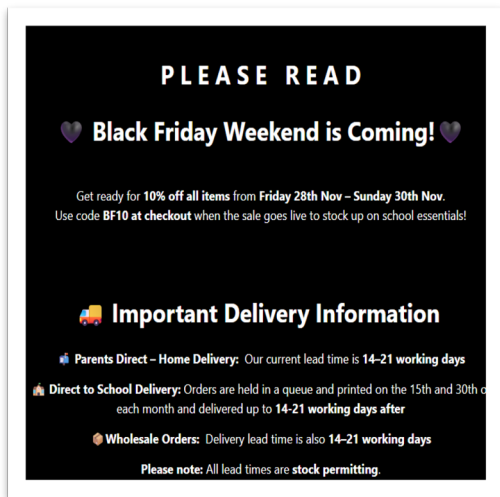 PLEASE READ
🖤 Black Friday Weekend is Coming! 🖤
Get ready for 10% off all items from Friday 28th Nov – Sunday 30th Nov.
Use code BF10 at checkout when the sale goes live to stock up on school essentials!
🚚 Important Delivery Information
📬 Parents Direct – Home Delivery: Our current lead time is 14–21 working days
🏫 Direct to School Delivery: Orders are held in a queue and printed on the 15th and 30th o
each month and delivered up to 14-21 working days after
📦 Wholesale Orders: Delivery lead time is also 14–21 working days
Please note: All lead times are stock permitting.